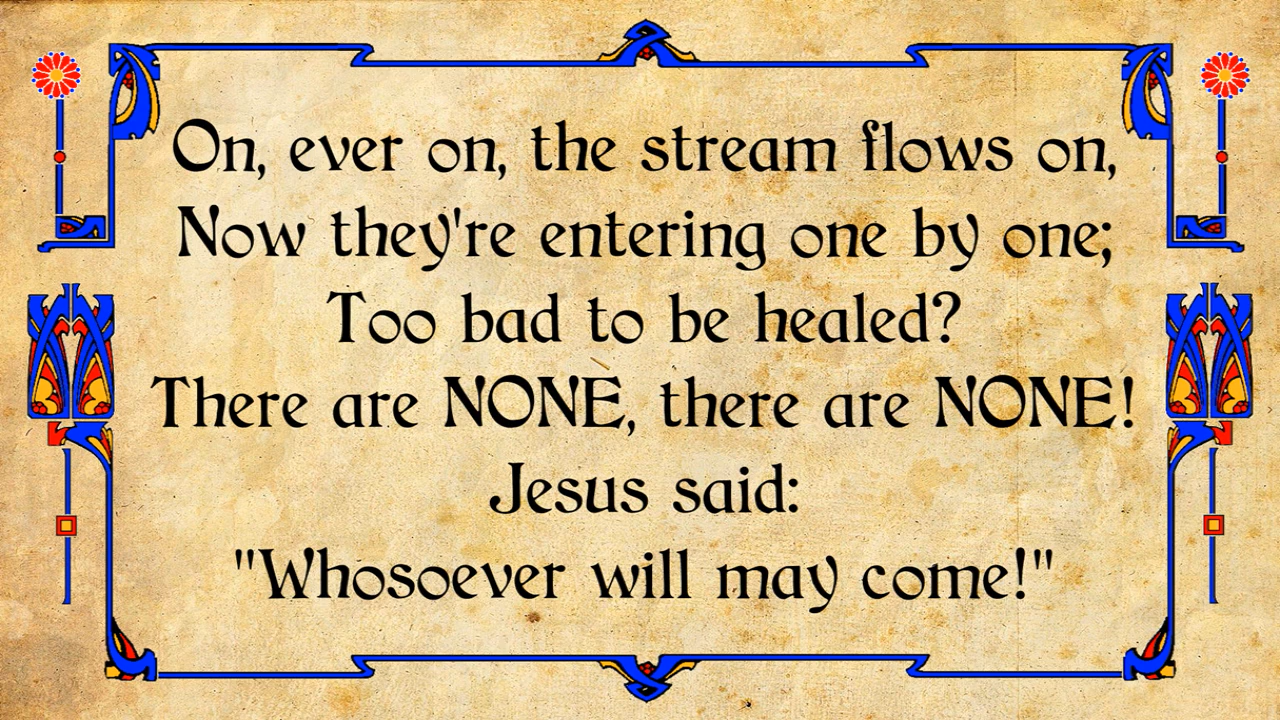 On, ever on, the stream flows on,
Now they're entering one by one;
Too bad to be healed?
There are NONE, there are NONE!
Jesus said:
"Whosoever will may come!"